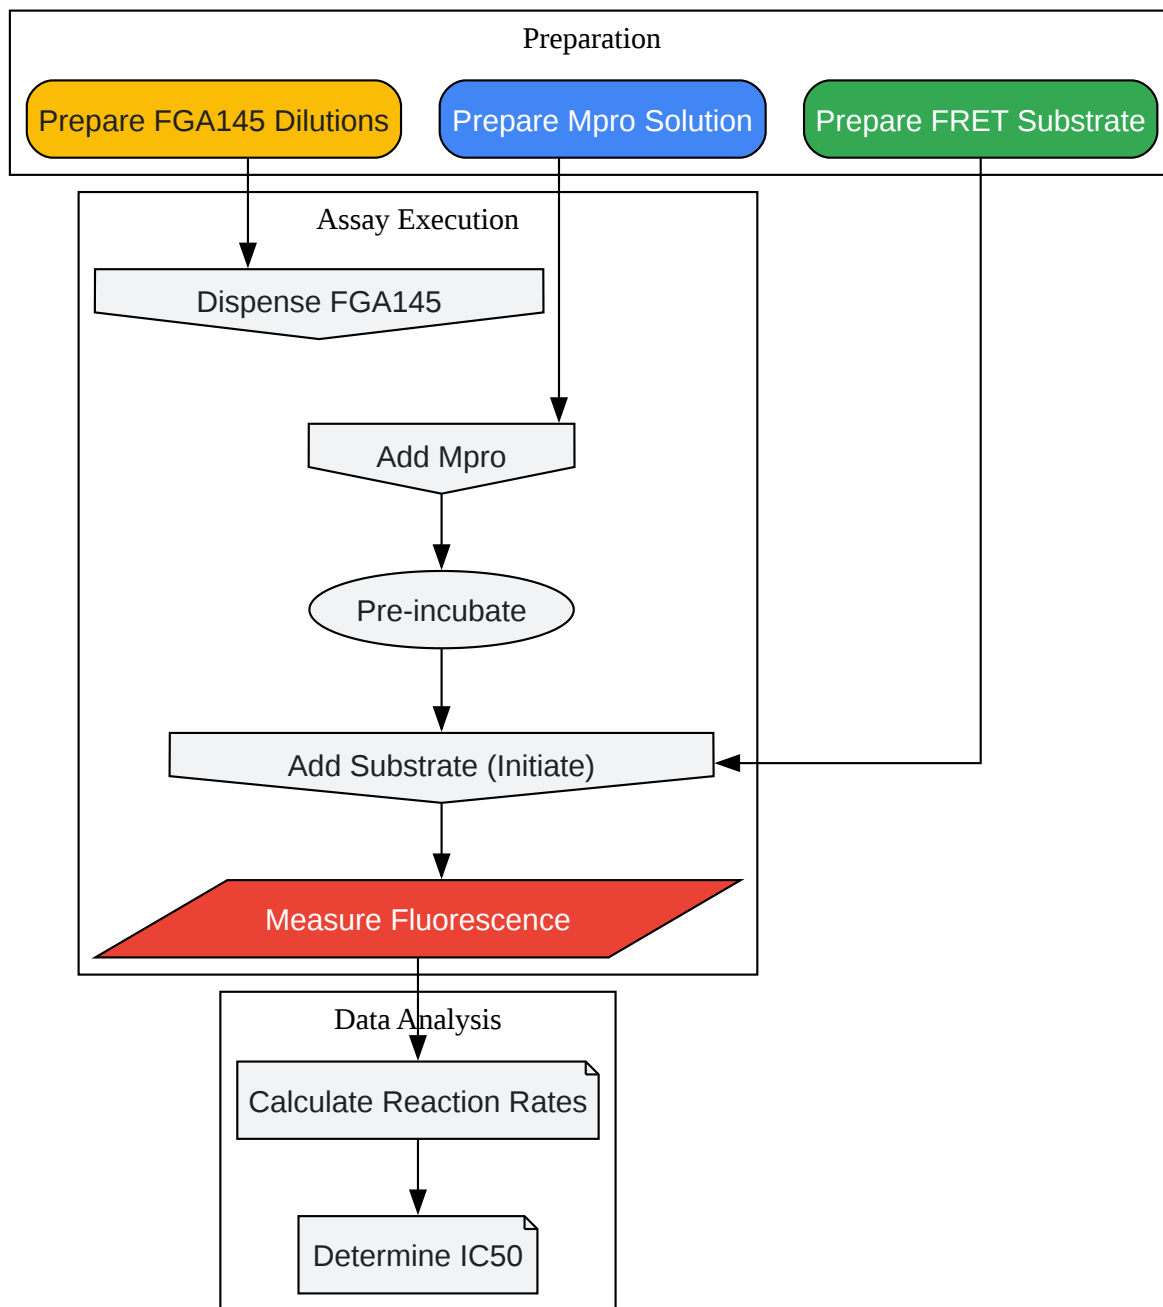 Preparation
Prepare FGA145 Dilutions
Prepare Mpro Solution
Prepare FRET Substrate
Assay Execution
Dispense FGA145
Add Mpro
Pre-incubate
Add Substrate (Initiate)
Measure Fluorescence
Data Analysis
Calculate Reaction Rates
Determine IC50